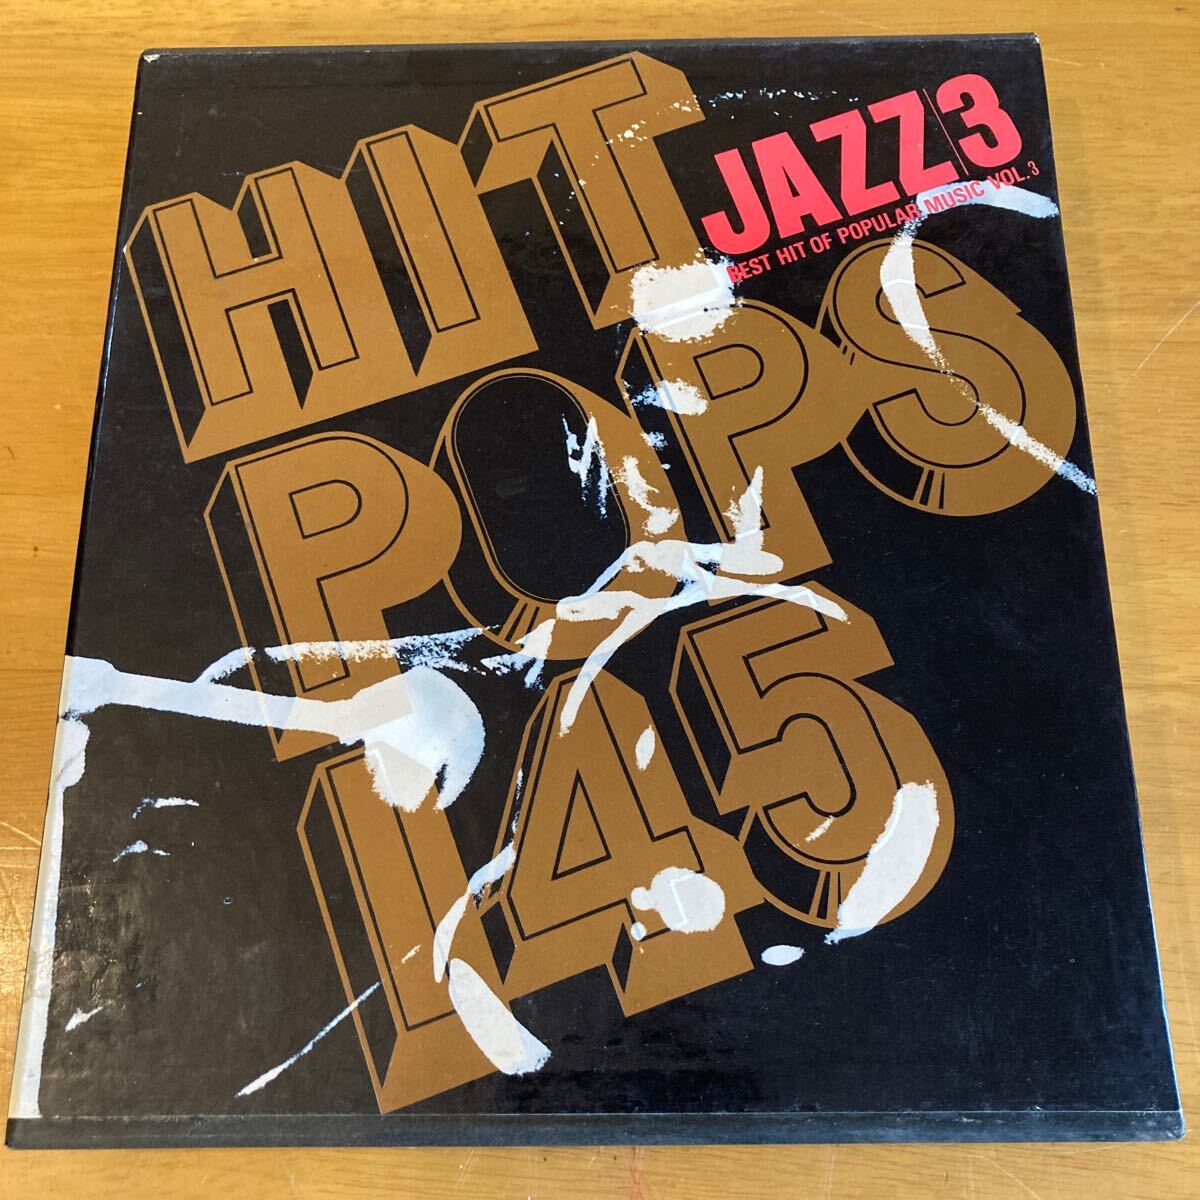 HIT
POPS
145
JAZZ/3
BEST HIT OF POPULAR MUSIC VOL.3